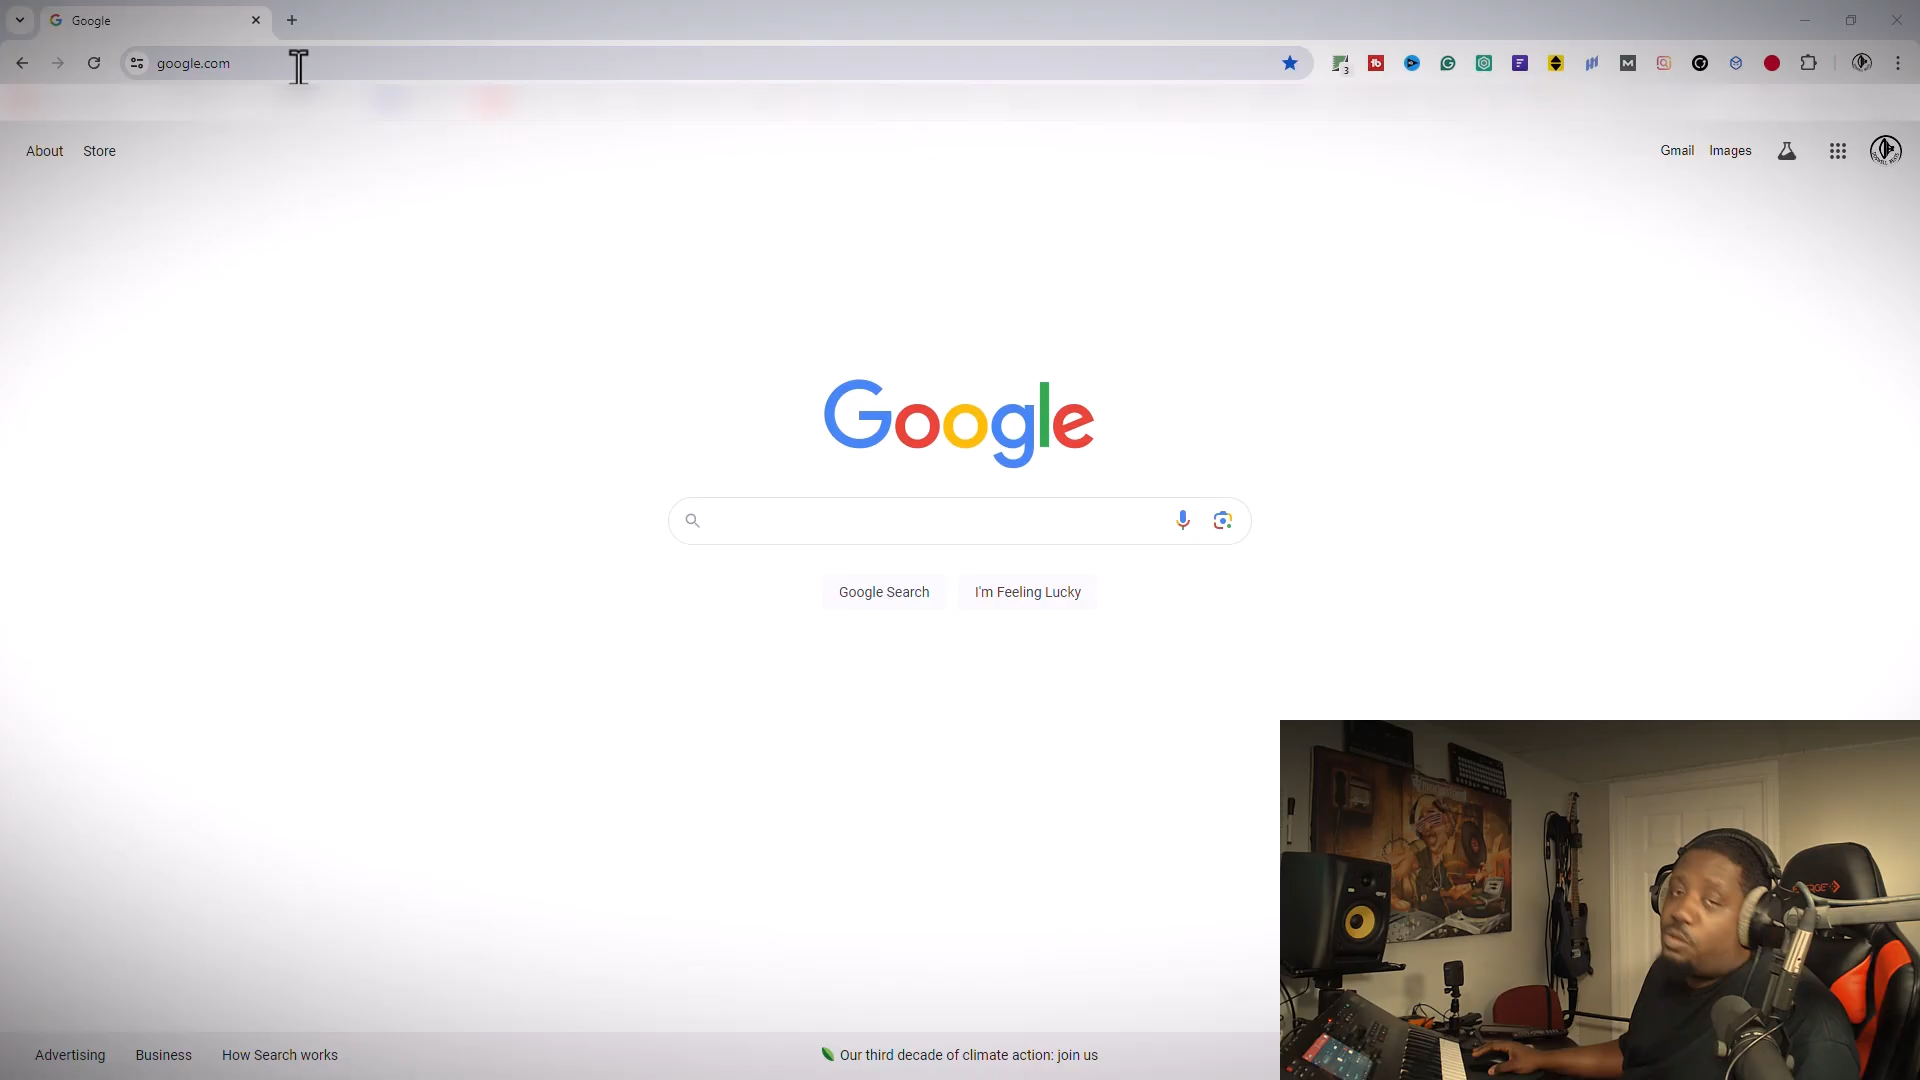 Google
google.com
3
About Store
Gmail Images
Google
Google Search I'm Feeling Lucky
Advertising Business How Search works
Our third decade of climate action: join us